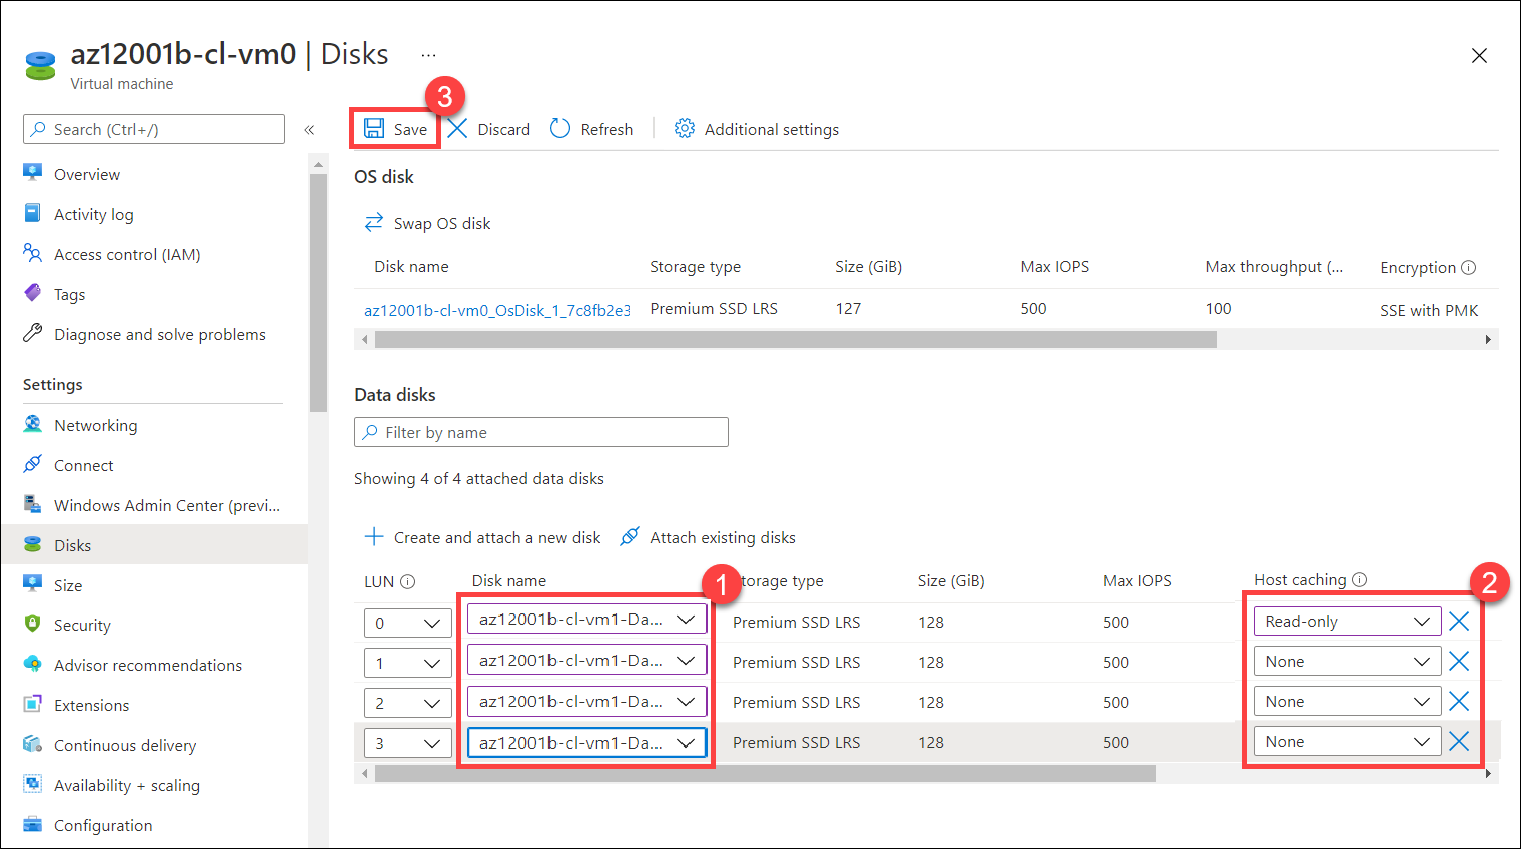 az12001b-cl-vm0 | Disks ...
Virtual machine
3
Search (Ctrl+/)
«
Save
Discard
Refresh
Additional settings
Overview
Activity log
Access control (IAM)
Tags
Diagnose and solve problems
Settings
Networking
Connect
Windows Admin Center (previ...
Disks
Size
Security
Advisor recommendations
Extensions
Continuous delivery
Availability + scaling
Configuration
OS disk
Swap OS disk
Disk name Storage type Size (GiB) Max IOPS Max throughput (... Encryption
az12001b-cl-vm0_OsDisk_1_7c8fb2e3 Premium SSD LRS 127 500 100 SSE with PMK
Data disks
Filter by name
Showing 4 of 4 attached data disks
Create and attach a new disk
Attach existing disks
1
2
LUN Disk name torage type Size (GiB) Max IOPS Host caching
0 az12001b-cl-vm1-Da... Premium SSD LRS 128 500 Read-only
1 az12001b-cl-vm1-Da... Premium SSD LRS 128 500 None
2 az12001b-cl-vm1-Da... Premium SSD LRS 128 500 None
3 az12001b-cl-vm1-Da... Premium SSD LRS 128 500 None